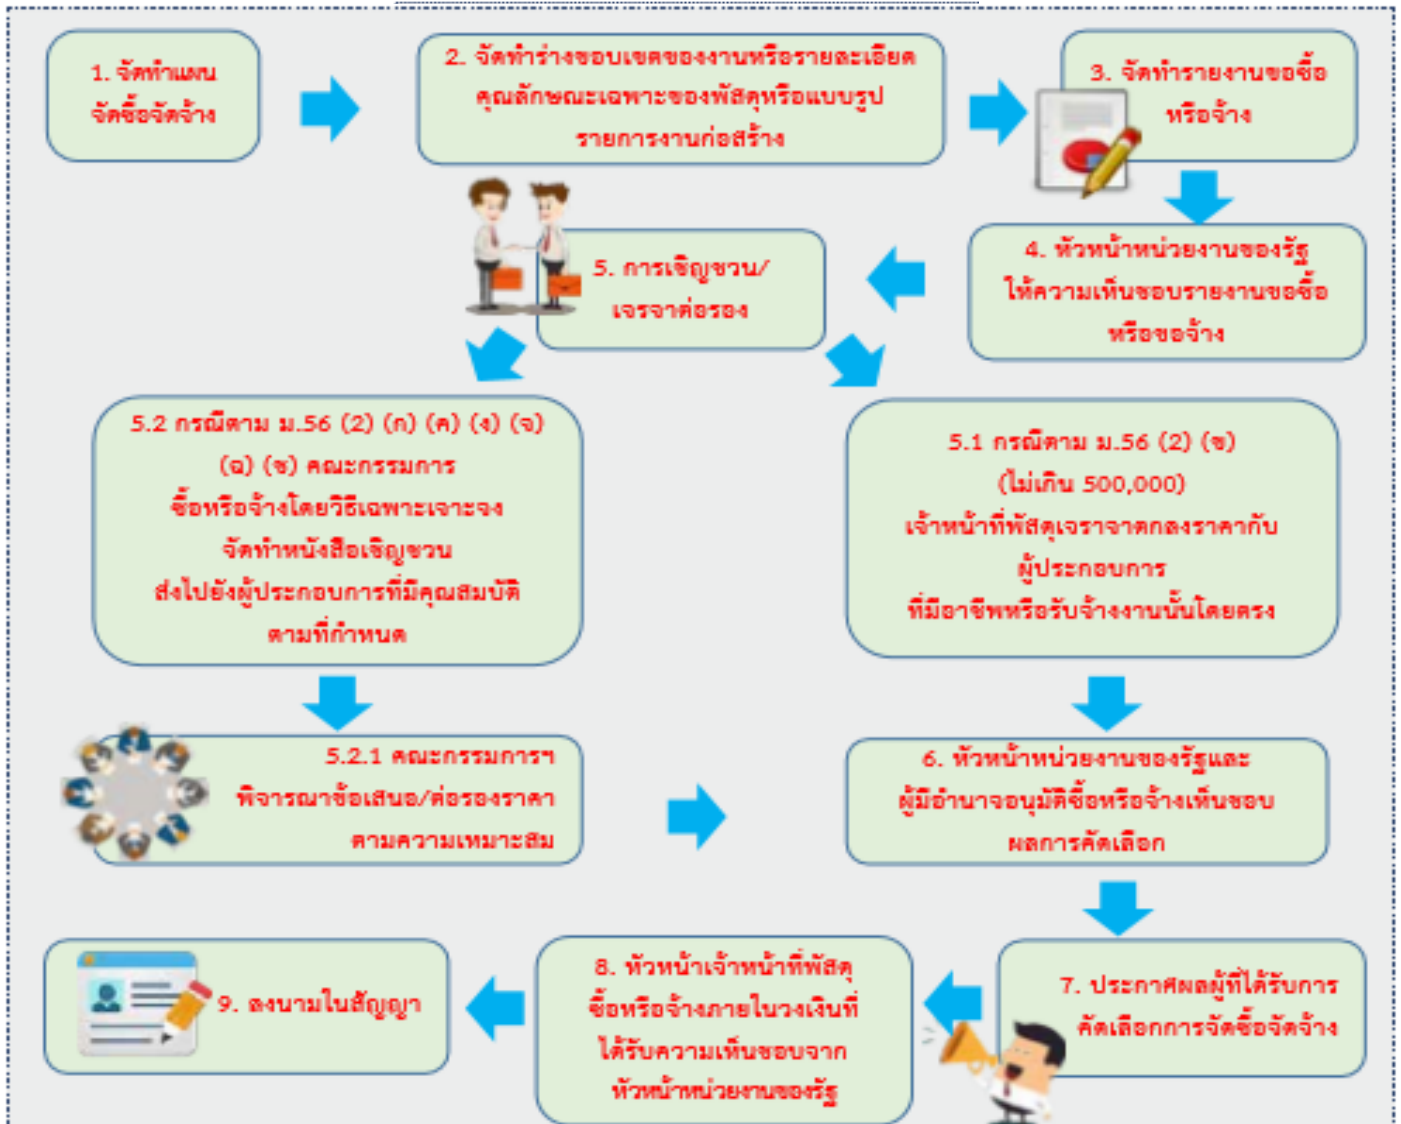 1. จัดทำแผน
จัดซื้อจัดจ้าง
2. จัดทำร่างขอบเขตของงานหรือรายละเอียด
คุณลักษณะเฉพาะของพัสดุหรือแบบรูป
รายการงานก่อสร้าง
3. จัดทำรายงานขอซื้อ
หรือจ้าง
4. หัวหน้าหน่วยงานของรัฐ
ให้ความเห็นชอบรายงานขอซื้อ
หรือขอจ้าง
5. การเชิญชวน/
เจรจาต่อรอง
5.1 กรณีตาม ม.56 (2) (ข)
(ไม่เกิน 500,000)
เจ้าหน้าที่พัสดุเจราจาตกลงราคากับ
ผู้ประกอบการ
ที่มีอาชีพหรือรับจ้างงานนั้นโดยตรง
5.2 กรณีตาม ม.56 (2) (ก) (ค) (ง) (จ)
(ฉ) (ช) คณะกรรมการ
ซื้อหรือจ้างโดยวิธีเฉพาะเจาะจง
จัดทำหนังสือเชิญชวน
ส่งไปยังผู้ประกอบการที่มีคุณสมบัติ
ตามที่กำหนด
5.2.1 คณะกรรมการฯ
พิจารณาข้อเสนอ/ต่อรองราคา
ตามความเหมาะสม
6. หัวหน้าหน่วยงานของรัฐและ
ผู้มีอำนาจอนุมัติซื้อหรือจ้างเห็นชอบ
ผลการคัดเลือก
7. ประกาศผลผู้ที่ได้รับการ
คัดเลือกการจัดซื้อจัดจ้าง
8. หัวหน้าเจ้าหน้าที่พัสดุ
ซื้อหรือจ้างภายในวงเงินที่
ได้รับความเห็นชอบจาก
หัวหน้าหน่วยงานของรัฐ
9. ลงนามในสัญญา